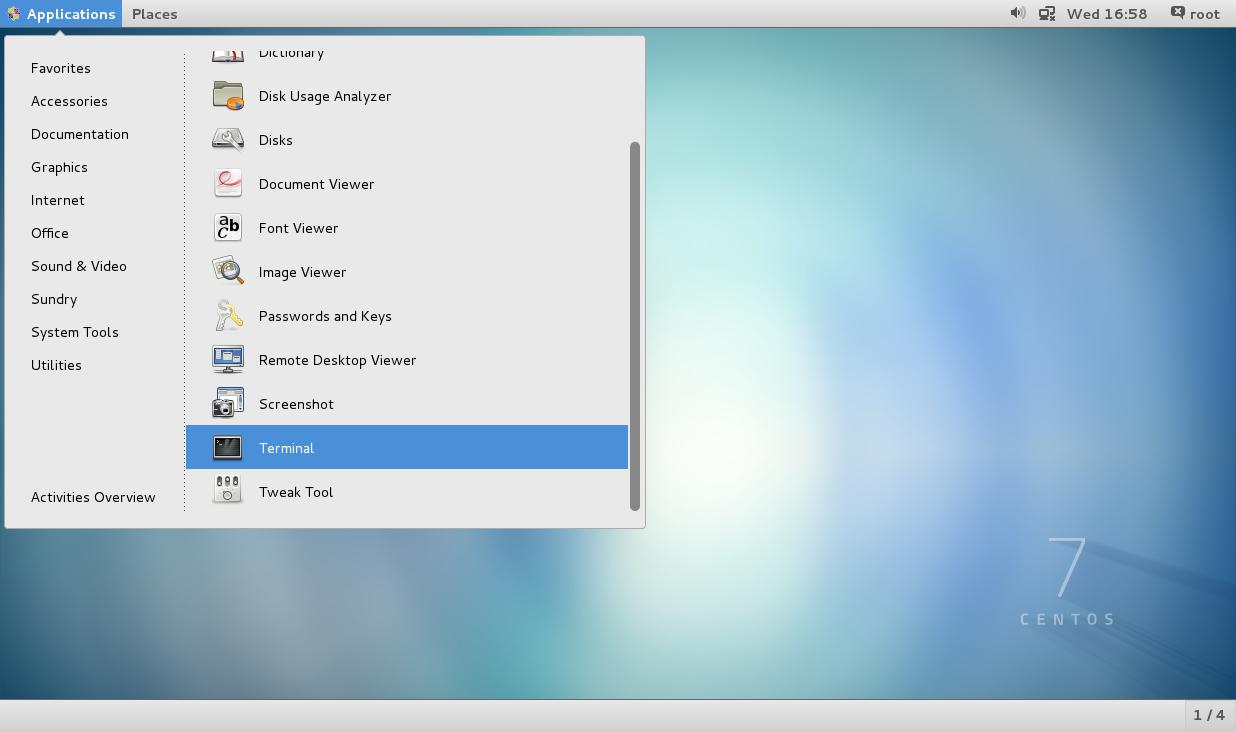 Applications Places Wed 16:58 root
Favorites
Accessories
Documentation
Graphics
Internet
Office
Sound & Video
Sundry
System Tools
Utilities
Activities Overview
Dictionary
Disk Usage Analyzer
Disks
Document Viewer
Font Viewer
Image Viewer
Passwords and Keys
Remote Desktop Viewer
Screenshot
Terminal
Tweak Tool
7
CENTOS
1 / 4